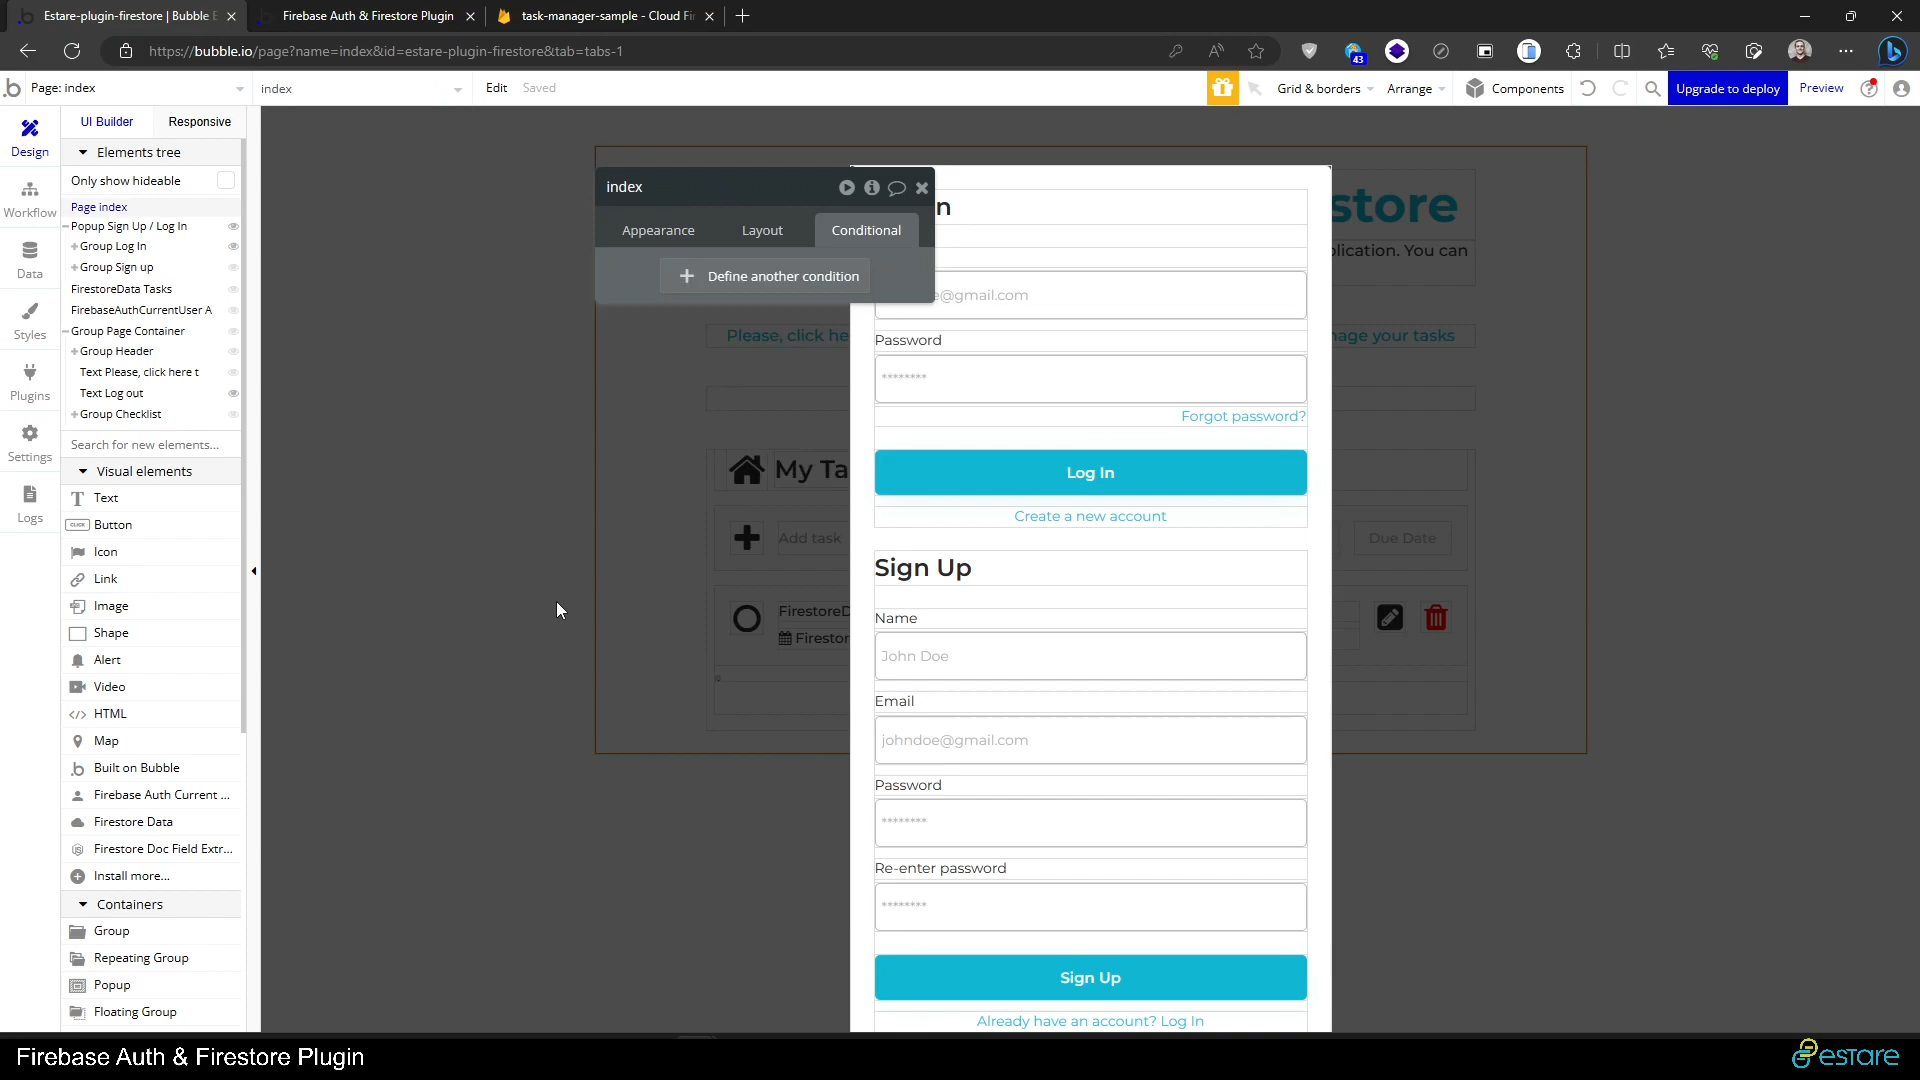 Estare-plugin-firestore | Bubble E
Firebase Auth & Firestore Plugin
task-manager-sample - Cloud Fir
https://bubble.io/page?name=index&id=estare-plugin-firestore&tab=tabs-1
43
Page: index
index
Edit
Saved
Grid & borders
Arrange
Components
Upgrade to deploy
Preview
Design
Workflow
Data
Styles
Plugins
Settings
Logs
UI Builder
Responsive
Elements tree
Only show hideable
Page index
Popup Sign Up / Log In
Group Log In
Group Sign up
FirestoreData Tasks
FirebaseAuthCurrentUser A
Group Page Container
Group Header
Text Please, click here t
Text Log out
Group Checklist
Search for new elements...
Visual elements
Text
CLICK
Button
Icon
Link
Image
Shape
Alert
Video
HTML
Map
Built on Bubble
Firebase Auth Current ...
Firestore Data
Firestore Doc Field Extr...
Install more...
Containers
Group
Repeating Group
Popup
Floating Group
index
Appearance
Layout
Conditional
Define another condition
store
plication. You can
Please, click he
nage your tasks
My Ta
Add task
Due Date
FirestoreD
Firestor
n
e@gmail.com
Password
********
Forgot password?
Log In
Create a new account
Sign Up
Name
John Doe
Email
johndoe@gmail.com
Password
********
Re-enter password
********
Sign Up
Already have an account? Log In
Firebase Auth & Firestore Plugin
estare